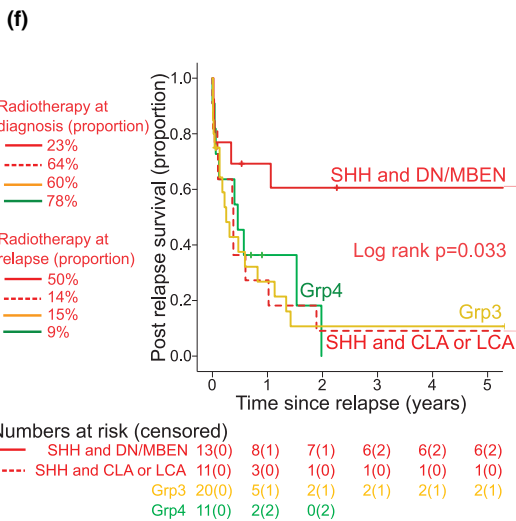 (f)
Radiotherapy at
diagnosis (proportion)
23%
64%
60%
78%
Radiotherapy at
relapse (proportion)
50%
14%
15%
9%
Post relapse survival (proportion)
1.0
0.8
0.6
0.4
0.2
0.0
SHH and DN/MBEN
Log rank p=0.033
Grp4
Grp3
SHH and CLA or LCA
0 1 2 3 4 5
Time since relapse (years)
Numbers at risk (censored)
SHH and DN/MBEN 13(0) 8(1) 7(1) 6(2) 6(2) 6(2)
SHH and CLA or LCA 11(0) 3(0) 1(0) 1(0) 1(0) 1(0)
Grp3 20(0) 5(1) 2(1) 2(1) 2(1) 2(1)
Grp4 11(0) 2(2) 0(2)